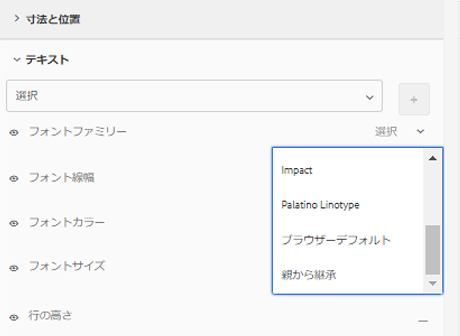 寸法と位置
テキスト
選択
+
フォントファミリー 選択
Impact
フォント線幅
Palatino Linotype
フォントカラー
ブラウザーデフォルト
フォントサイズ
親から継承
行の高さ